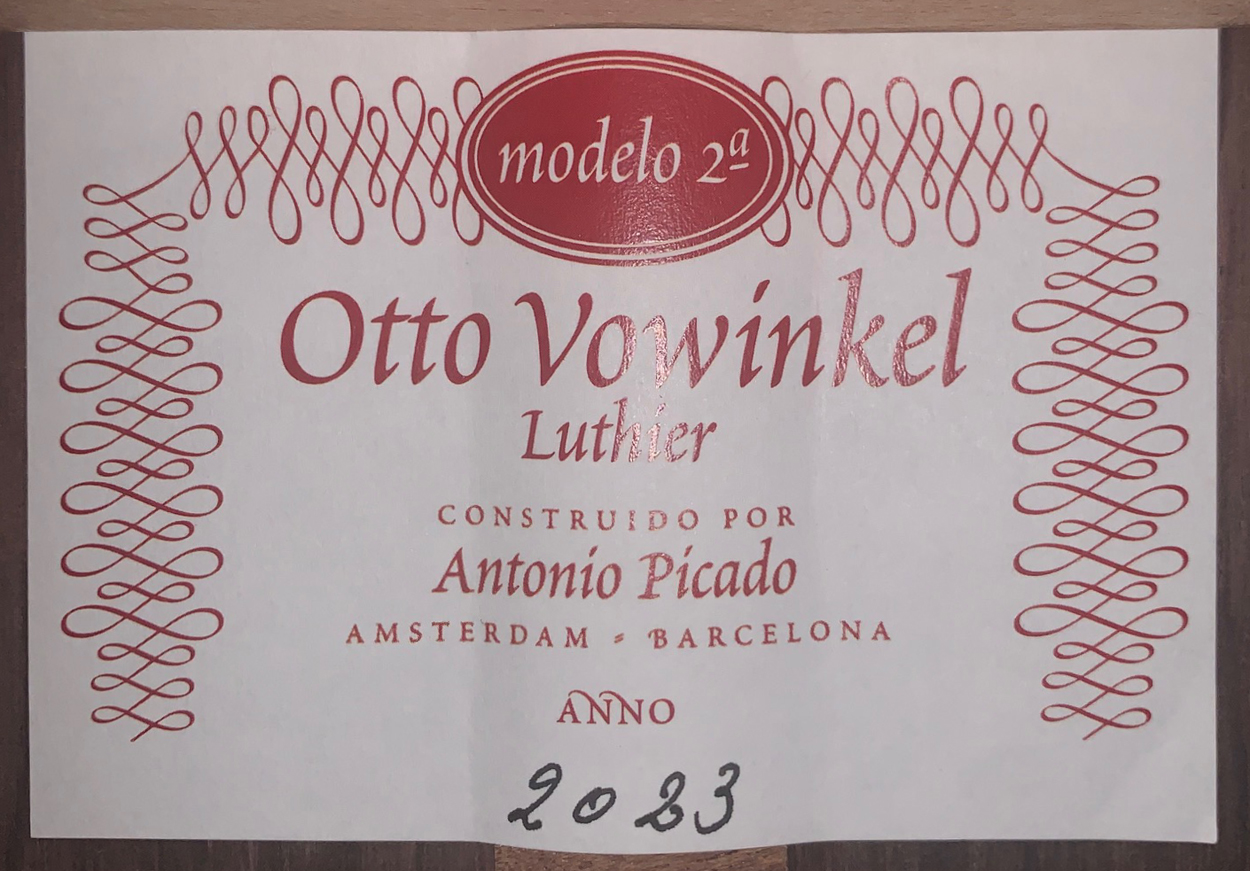 modelo 2ª
Otto Vowinkel
Luthier
CONSTRUIDO POR
Antonio Picado
AMSTERDAM - BARCELONA
ANNO
2023